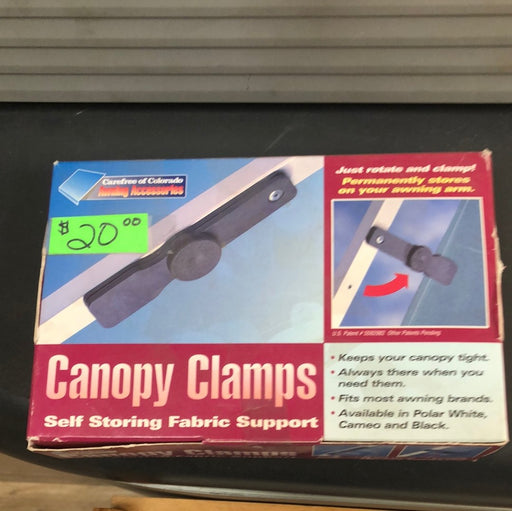 Carefree of Colorado
Awning Accessories
$20.00
Just rotate and clamp!
Permanently stores
on your awning arm.
Canopy Clamps
Self Storing Fabric Support
• Keeps your canopy tight.
• Always there when you
need them.
• Fits most awning brands.
• Available in Polar White,
Cameo and Black.
Canopy Clamps